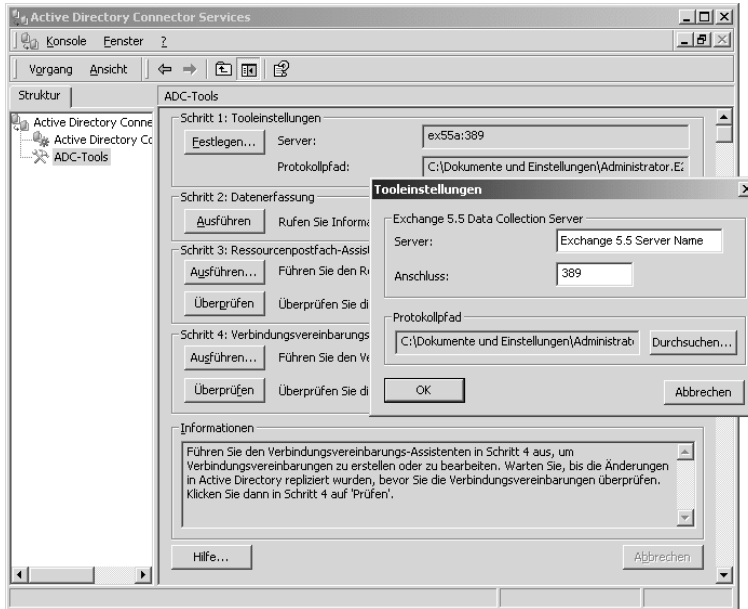 Active Directory Connector Services
Konsole Fenster ?
Vorgang Ansicht
Struktur
ADC-Tools
Active Directory Conne
Active Directory Co
ADC-Tools
Schritt 1: Tooleinstellungen
Festlegen... Server: ex55a:389
Protokollpfad: C:\Dokumente und Einstellungen\Administrator.E2
Schritt 2: Datenerfassung
Ausführen Rufen Sie Informa
Schritt 3: Ressourcenpostfach-Assist
Ausführen... Führen Sie den Re
Überprüfen Überprüfen Sie di
Schritt 4: Verbindungsvereinbarungs
Ausführen... Führen Sie den Ve
Überprüfen Überprüfen Sie di
Informationen
Führen Sie den Verbindungsvereinbarungs-Assistenten in Schritt 4 aus, um
Verbindungsvereinbarungen zu erstellen oder zu bearbeiten. Warten Sie, bis die Änderungen
in Active Directory repliziert wurden, bevor Sie die Verbindungsvereinbarungen überprüfen.
Klicken Sie dann in Schritt 4 auf 'Prüfen'.
Hilfe... Abbrechen
Tooleinstellungen
Exchange 5.5 Data Collection Server
Server: Exchange 5.5 Server Name
Anschluss: 389
Protokollpfad
C:\Dokumente und Einstellungen\Administrato Durchsuchen...
OK Abbrechen